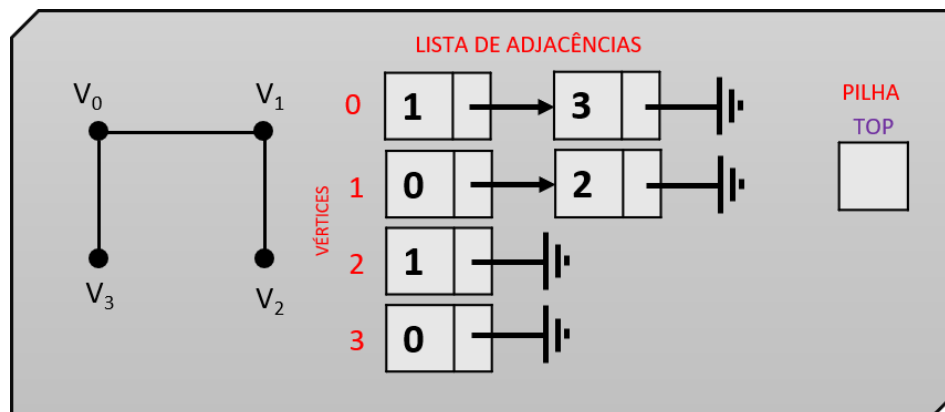 LISTA DE ADJACÊNCIAS
V0 V1
V3 V2
VÉRTICES
0 1 3
1 0 2
2 1
3 0
PILHA
TOP